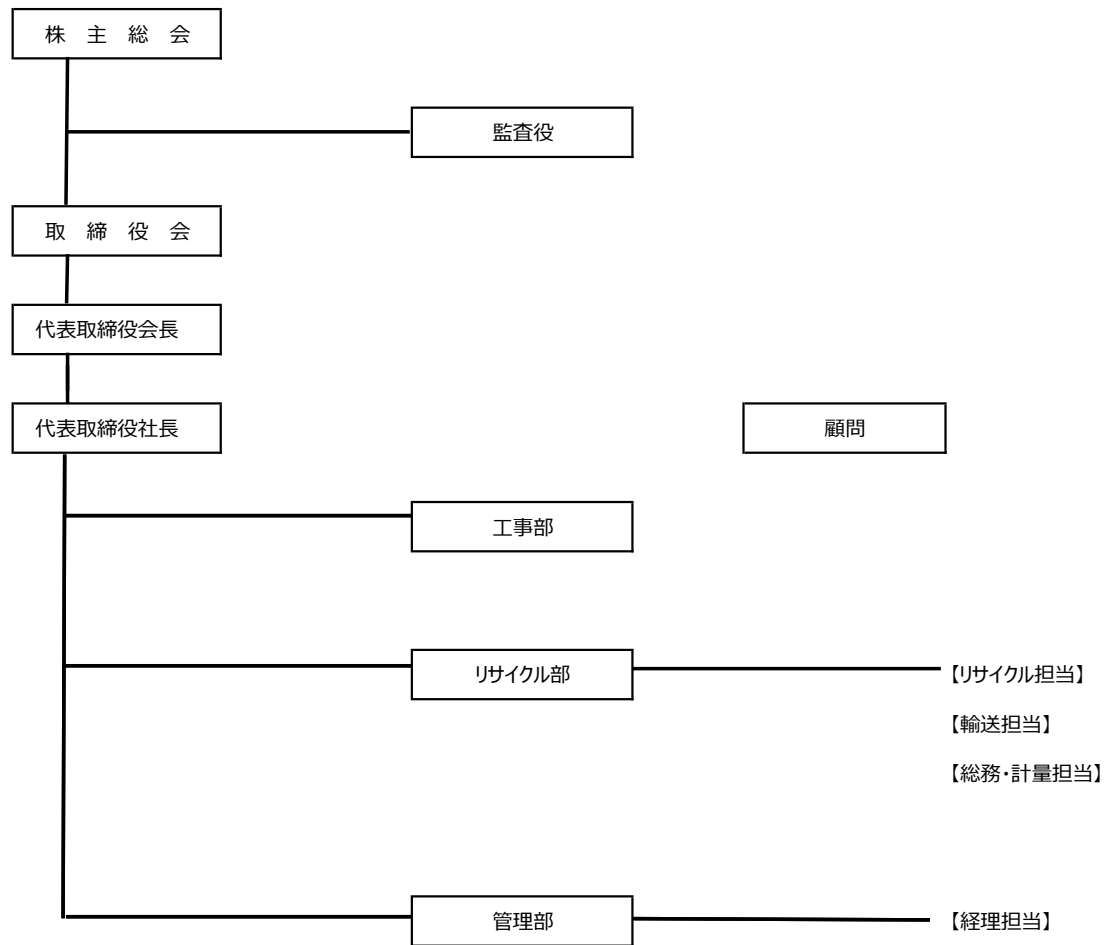 株 主 総 会
監査役
取 締 役 会
代表取締役会長
代表取締役社長
顧問
工事部
リサイクル部
【リサイクル担当】
【輸送担当】
【総務・計量担当】
管理部
【経理担当】